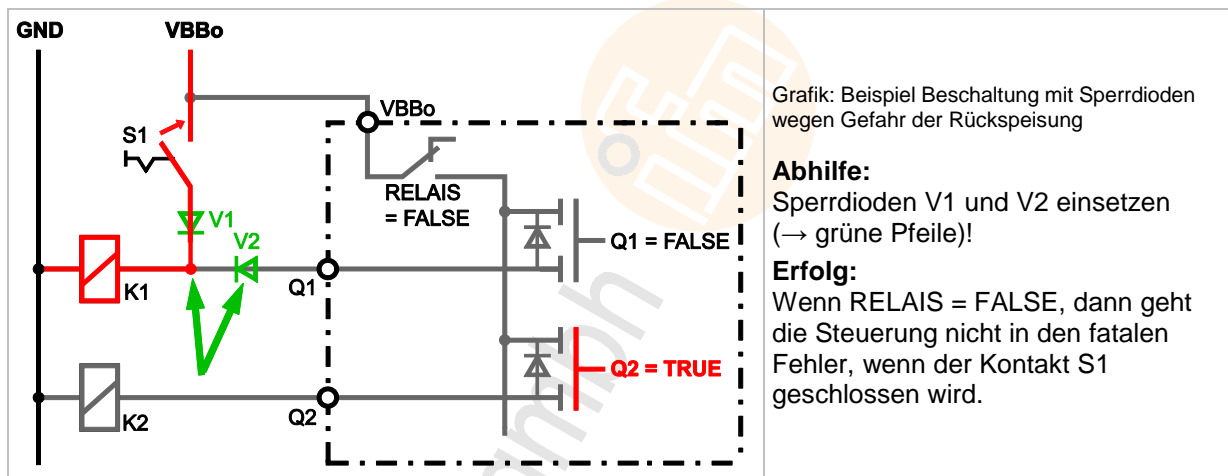 GND
VBBo
VBBo
S1
RELAIS
= FALSE
V1
V2
Q1 = FALSE
K1
Q1
Q2 = TRUE
K2
Q2
Grafik: Beispiel Beschaltung mit Sperrdioden
wegen Gefahr der Rückspeisung
Abhilfe:
Sperrdioden V1 und V2 einsetzen
(→ grüne Pfeile)!
Erfolg:
Wenn RELAIS = FALSE, dann geht
die Steuerung nicht in den fatalen
Fehler, wenn der Kontakt S1
geschlossen wird.